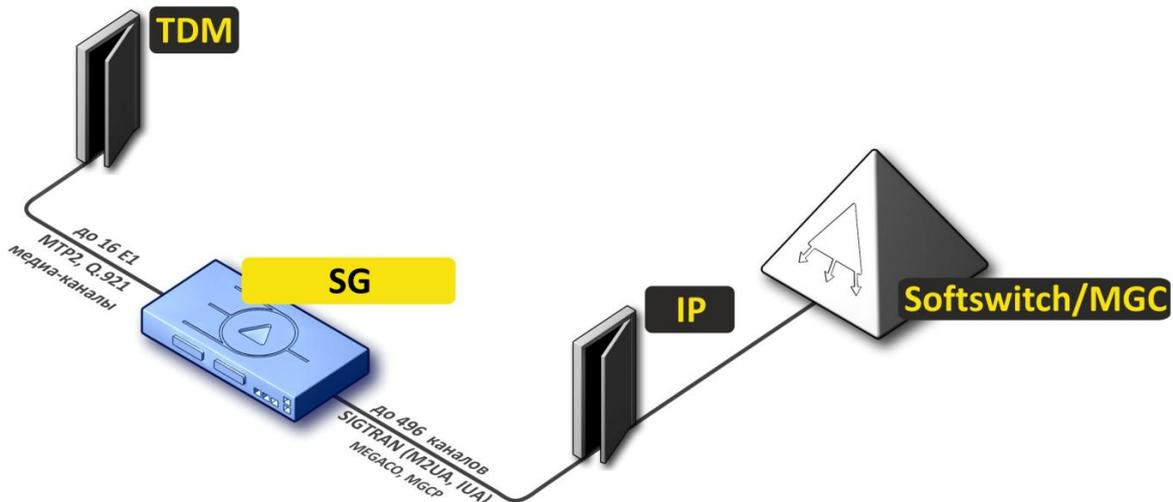 TDM
до 16 E1
MTP2, Q.921
медиа-каналы
SG
IP
Softswitch/MGC
до 496 каналов
SIGTRAN (M2UA, IUA)
MEGACO, MGCP